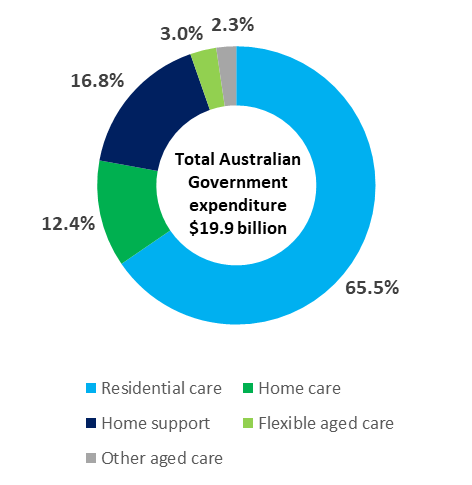 2.3%
3.0%
16.8%
Total Australian
Government
expenditure
$19.9 billion
12.4%
65.5%
Residential care
Home care
Home support
Flexible aged care
Other aged care